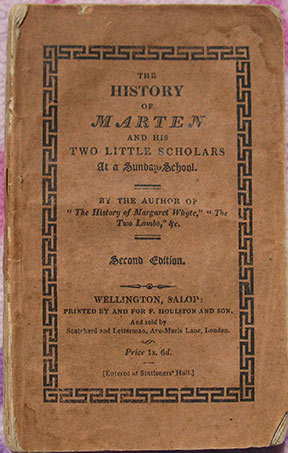 THE
HISTORY
OF
MARTEN
AND HIS
TWO LITTLE SCHOLARS
At a Sunday-School.
BY THE AUTHOR OF
" The History of Margaret Whyte," " The
Two Lambs," &c.
Second Edition.
WELLINGTON, SALOP:
PRINTED BY AND FOR F. HOULSTON AND SON.
And sold by
Scatcherd and Letterman, Ave-Maria Lane, London.
Price 1s. 6d.
[Entered at Stationers' Hall.]